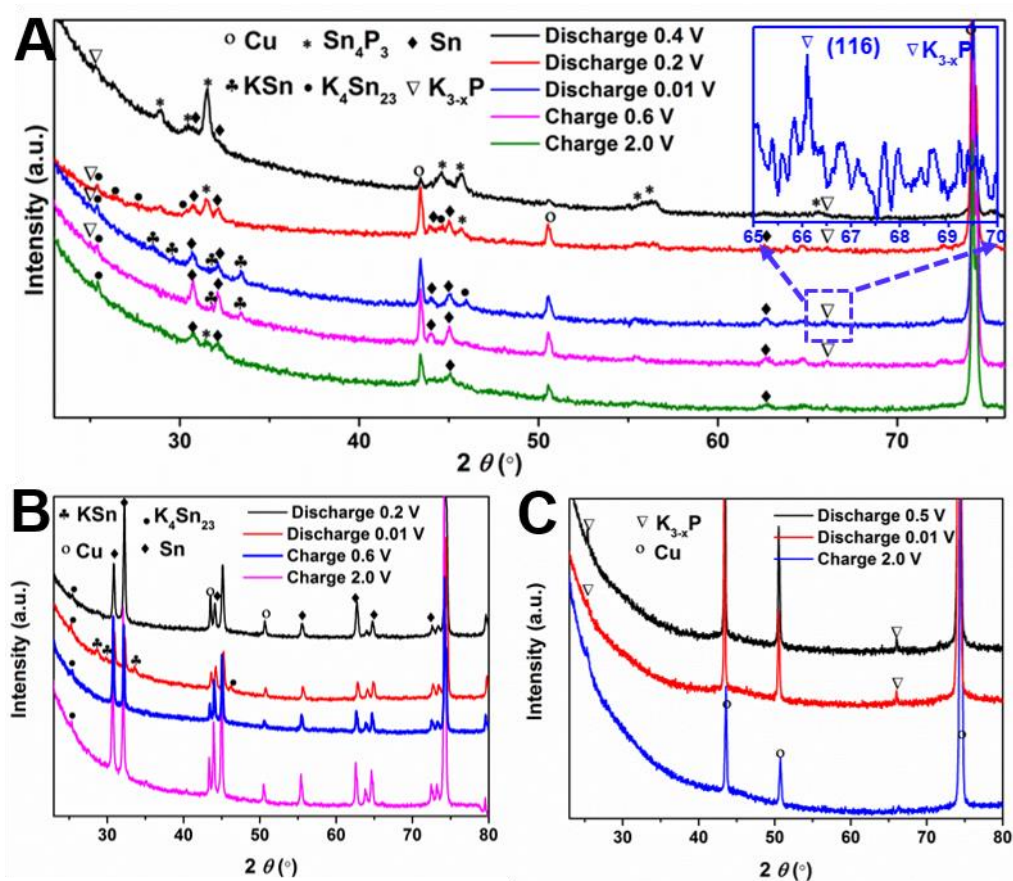 A
○ Cu * Sn₄P₃ ♦ Sn
♣ KSn ● K₄Sn₂₃ ▽ K₃₋ₓP
Discharge 0.4 V
Discharge 0.2 V
Discharge 0.01 V
Charge 0.6 V
Charge 2.0 V
▽ (116) ▽ K₃₋ₓP
65 66 67 68 69 70
Intensity (a.u.)
30 40 50 60 70
2 θ (°)
B
♣ KSn ● K₄Sn₂₃
○ Cu ♦ Sn
Discharge 0.2 V
Discharge 0.01 V
Charge 0.6 V
Charge 2.0 V
Intensity (a.u.)
30 40 50 60 70 80
2 θ (°)
C
▽ K₃₋ₓP
○ Cu
Discharge 0.5 V
Discharge 0.01 V
Charge 2.0 V
Intensity (a.u.)
30 40 50 60 70 80
2 θ (°)